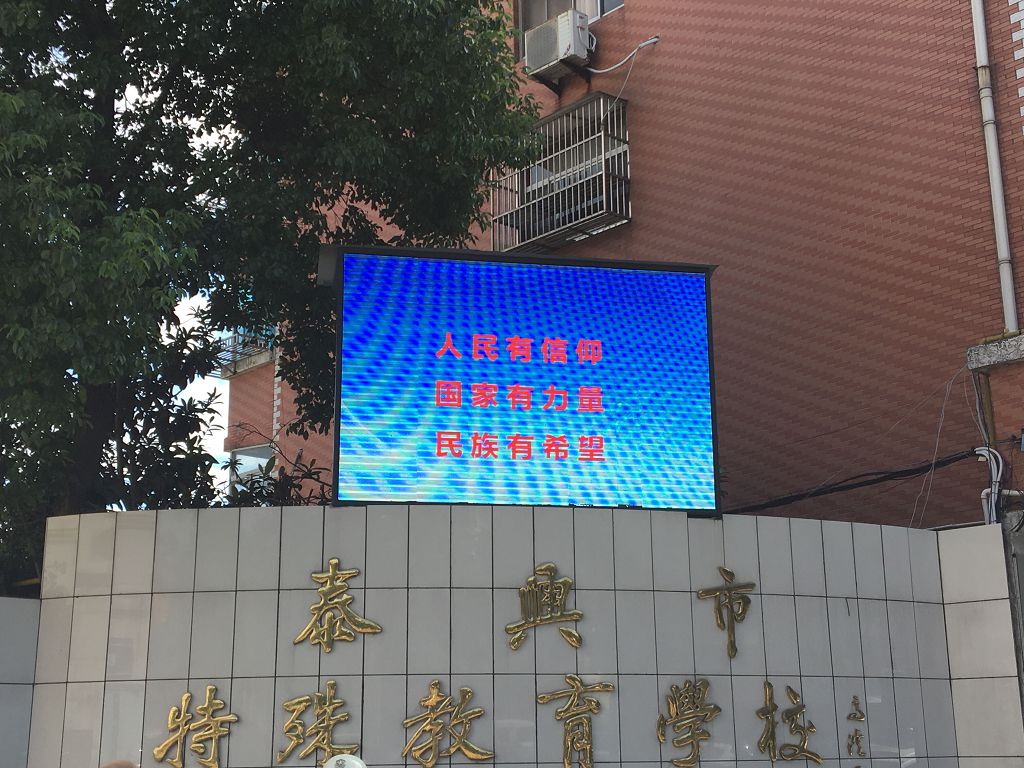 人民有信仰
国家有力量
民族有希望
泰興市
特殊教育學校